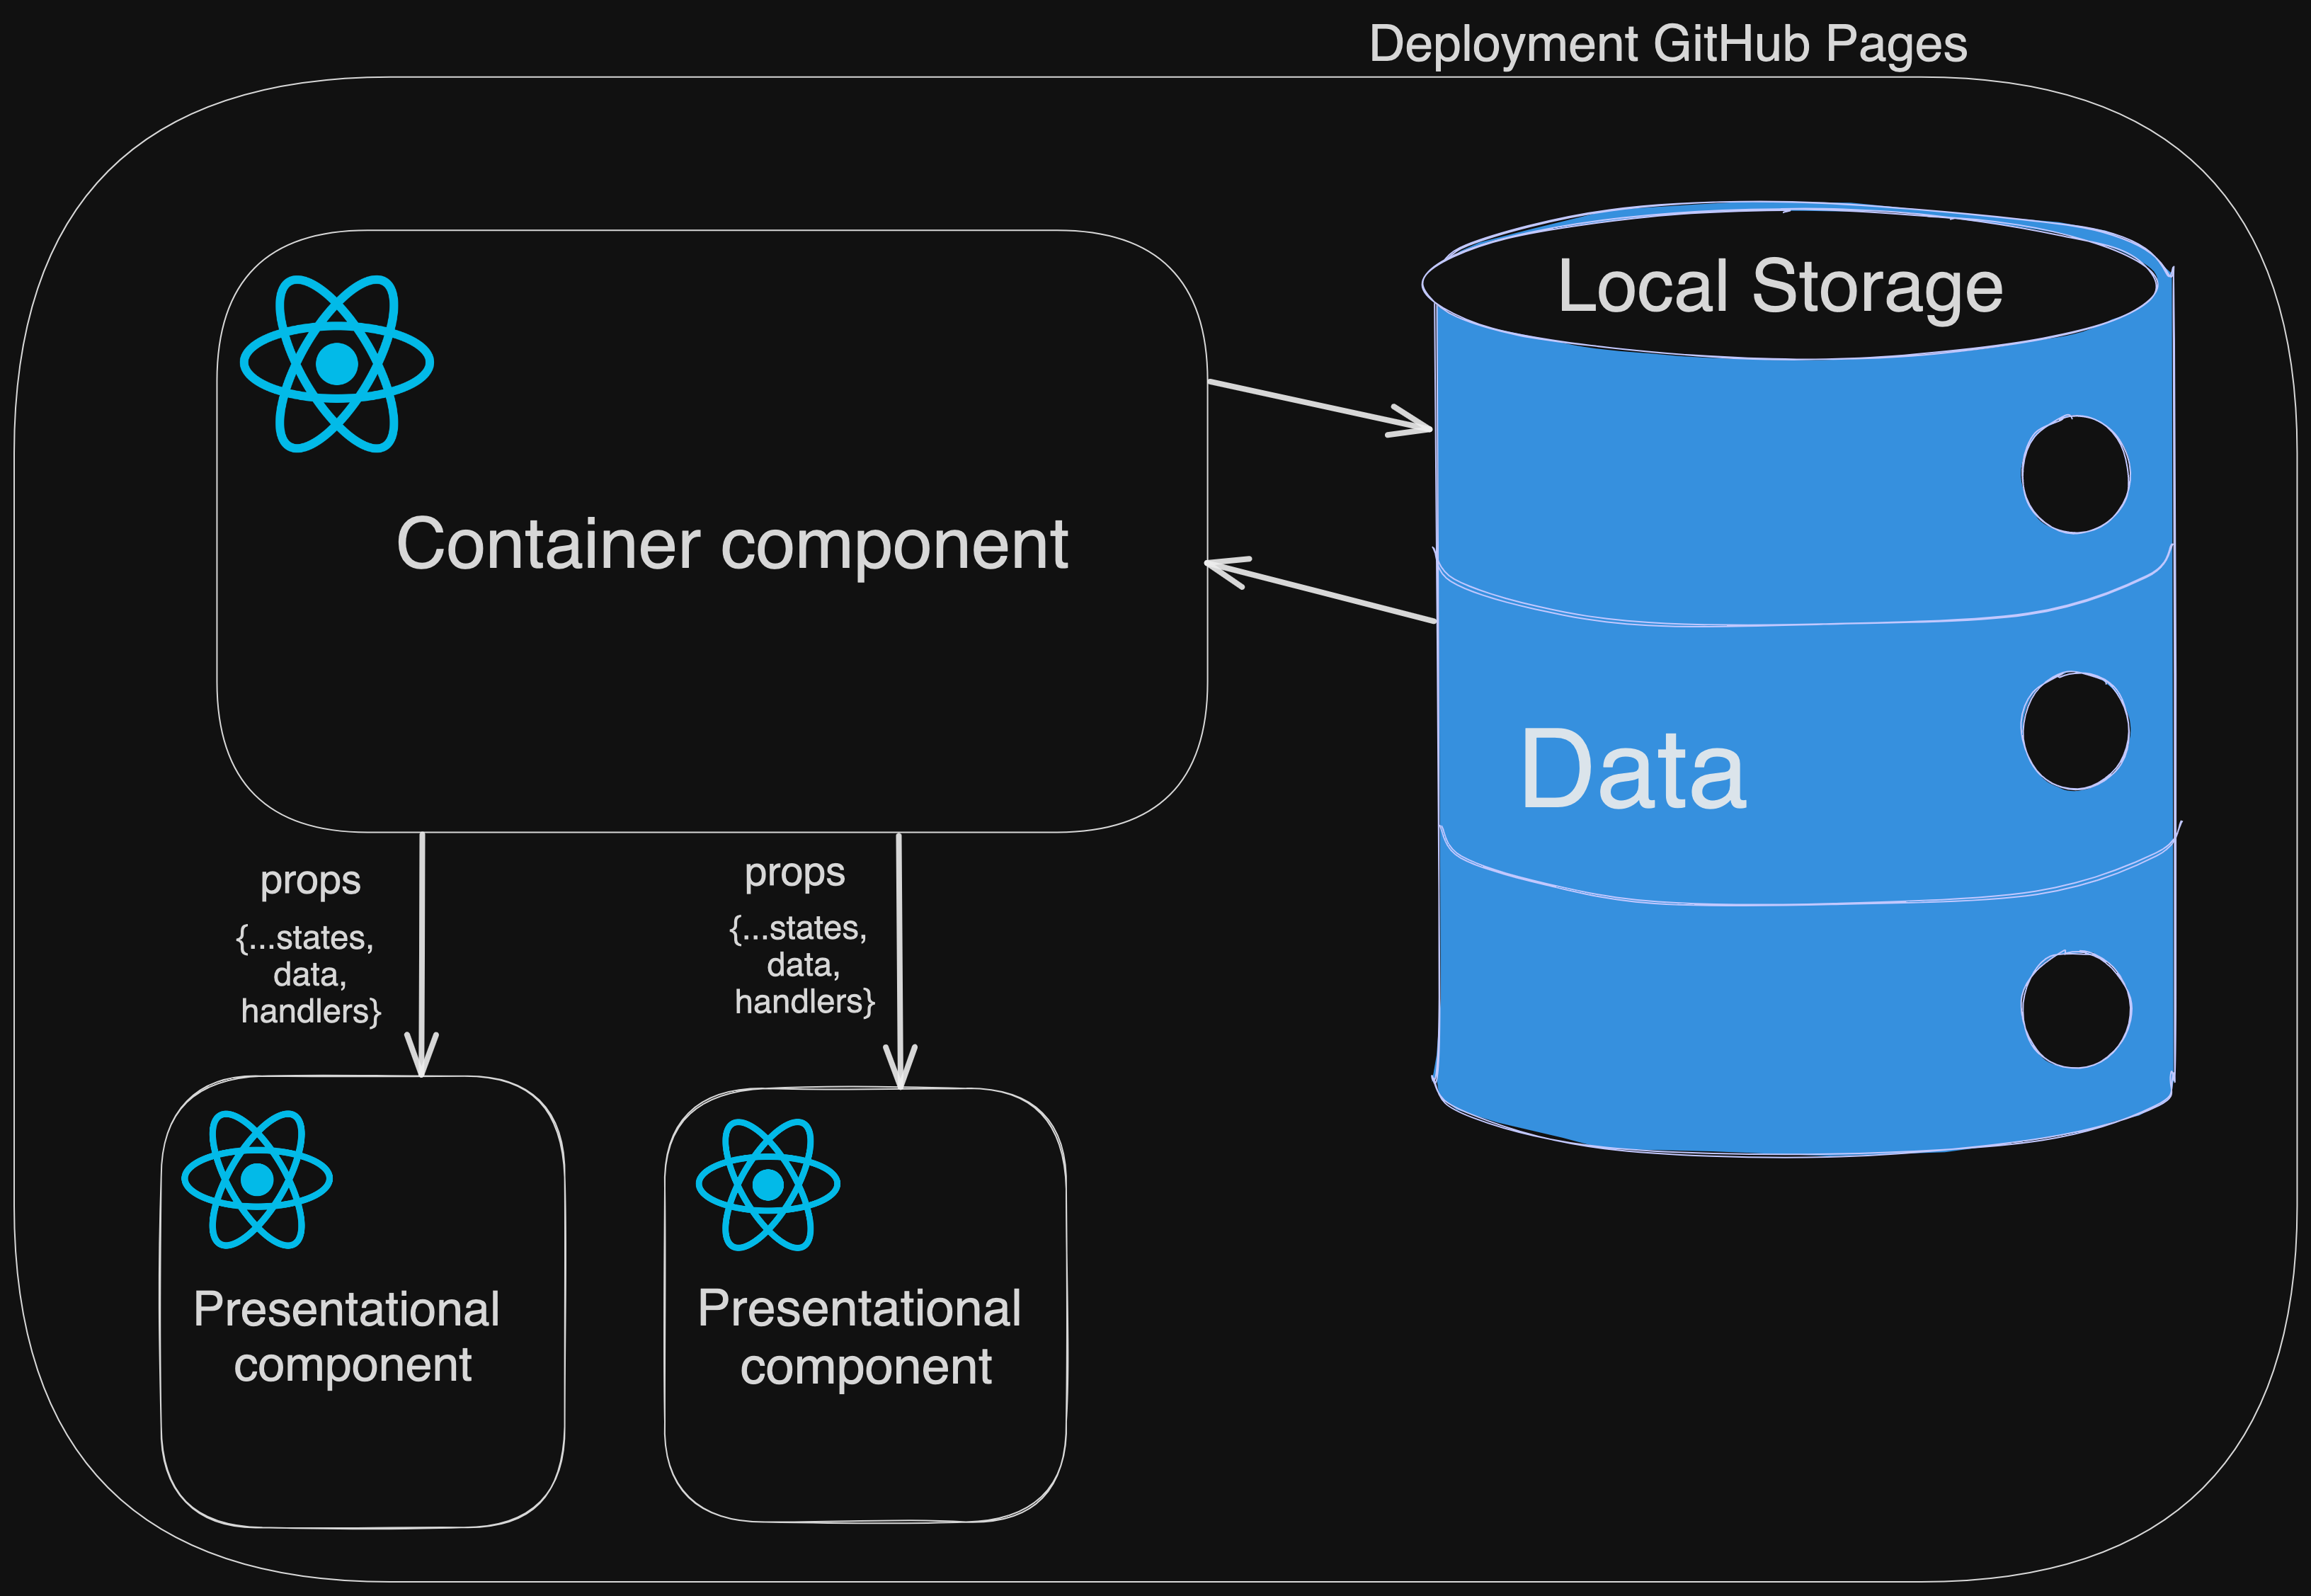 Deployment GitHub Pages
Local Storage
Container component
Data
props
{...states,
data,
handlers}
props
{...states,
data,
handlers}
Presentational
component
Presentational
component